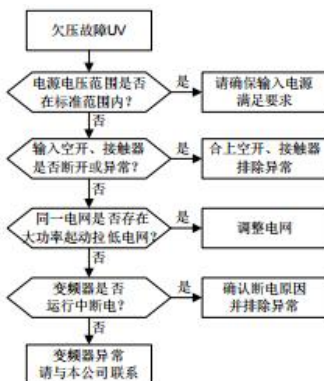 欠压故障UV
电源电压范围是否
在标准范围内？
是
请确保输入电源
满足要求
否
输入空开、接触器
是否断开或异常？
是
合上空开、接触器
排除异常
否
同一电网是否存在
大功率起动拉低电网？
是
调整电网
否
变频器是否
运行中断电？
是
确认断电原因
并排除异常
否
变频器异常
请与本公司联系